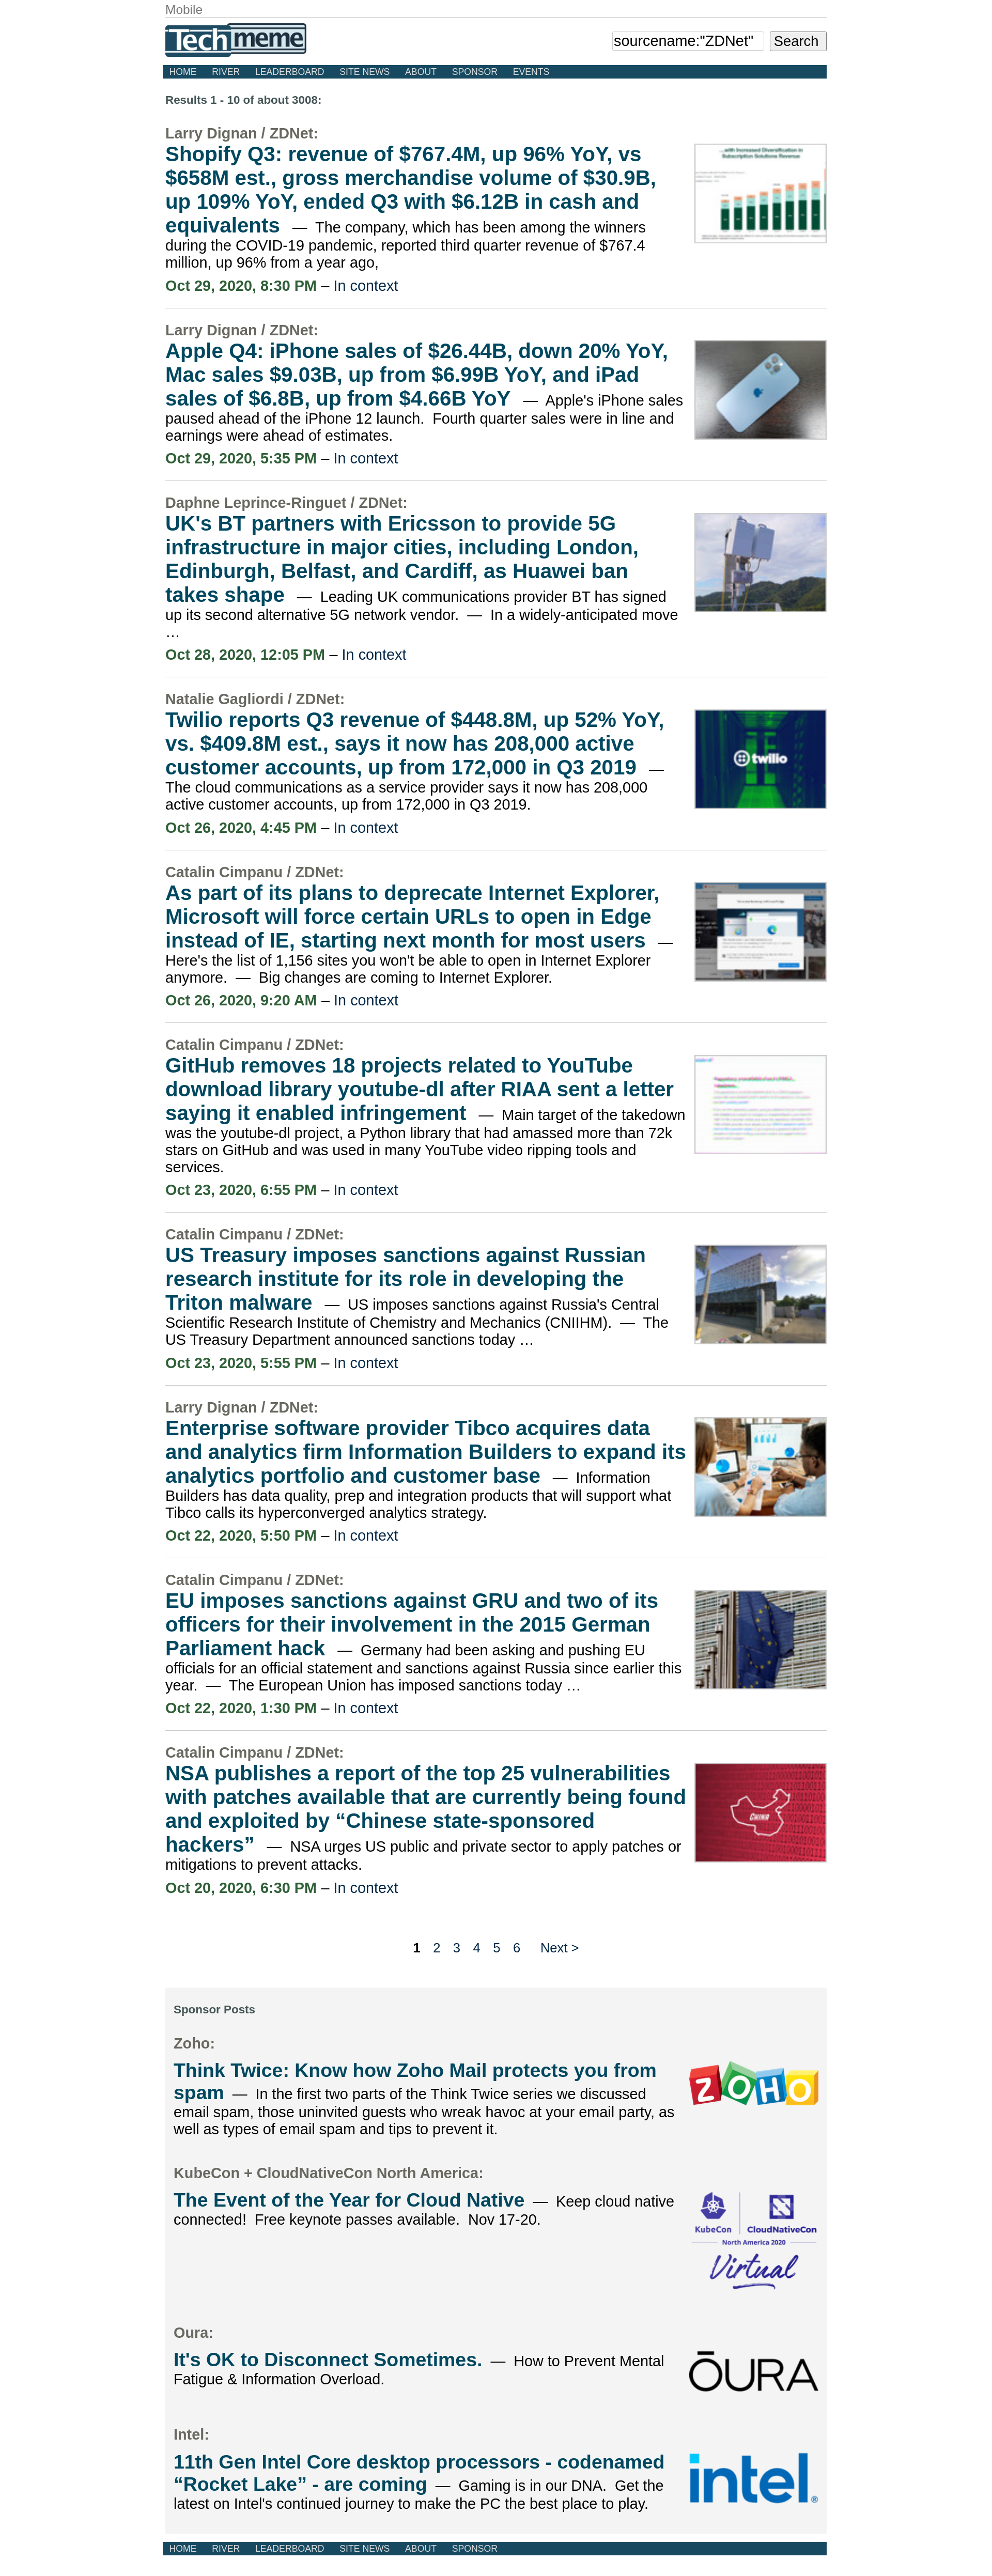 Mobile
Techmeme
sourcename:"ZDNet"
Search
HOME RIVER LEADERBOARD SITE NEWS ABOUT SPONSOR EVENTS
Results 1 - 10 of about 3008:
Larry Dignan / ZDNet:
Shopify Q3: revenue of $767.4M, up 96% YoY, vs
$658M est., gross merchandise volume of $30.9B,
up 109% YoY, ended Q3 with $6.12B in cash and
equivalents — The company, which has been among the winners
during the COVID-19 pandemic, reported third quarter revenue of $767.4
million, up 96% from a year ago,
Oct 29, 2020, 8:30 PM – In context
...with Increased Diversification in
Subscription Solutions Revenue
Larry Dignan / ZDNet:
Apple Q4: iPhone sales of $26.44B, down 20% YoY,
Mac sales $9.03B, up from $6.99B YoY, and iPad
sales of $6.8B, up from $4.66B YoY — Apple's iPhone sales
paused ahead of the iPhone 12 launch. Fourth quarter sales were in line and
earnings were ahead of estimates.
Oct 29, 2020, 5:35 PM – In context
Daphne Leprince-Ringuet / ZDNet:
UK's BT partners with Ericsson to provide 5G
infrastructure in major cities, including London,
Edinburgh, Belfast, and Cardiff, as Huawei ban
takes shape — Leading UK communications provider BT has signed
up its second alternative 5G network vendor. — In a widely-anticipated move
…
Oct 28, 2020, 12:05 PM – In context
Natalie Gagliordi / ZDNet:
Twilio reports Q3 revenue of $448.8M, up 52% YoY,
vs. $409.8M est., says it now has 208,000 active
customer accounts, up from 172,000 in Q3 2019 —
The cloud communications as a service provider says it now has 208,000
active customer accounts, up from 172,000 in Q3 2019.
Oct 26, 2020, 4:45 PM – In context
twilio
Catalin Cimpanu / ZDNet:
As part of its plans to deprecate Internet Explorer,
Microsoft will force certain URLs to open in Edge
instead of IE, starting next month for most users —
Here's the list of 1,156 sites you won't be able to open in Internet Explorer
anymore. — Big changes are coming to Internet Explorer.
Oct 26, 2020, 9:20 AM – In context
Catalin Cimpanu / ZDNet:
GitHub removes 18 projects related to YouTube
download library youtube-dl after RIAA sent a letter
saying it enabled infringement — Main target of the takedown
was the youtube-dl project, a Python library that had amassed more than 72k
stars on GitHub and was used in many YouTube video ripping tools and
services.
Oct 23, 2020, 6:55 PM – In context
Catalin Cimpanu / ZDNet:
US Treasury imposes sanctions against Russian
research institute for its role in developing the
Triton malware — US imposes sanctions against Russia's Central
Scientific Research Institute of Chemistry and Mechanics (CNIIHM). — The
US Treasury Department announced sanctions today …
Oct 23, 2020, 5:55 PM – In context
Larry Dignan / ZDNet:
Enterprise software provider Tibco acquires data
and analytics firm Information Builders to expand its
analytics portfolio and customer base — Information
Builders has data quality, prep and integration products that will support what
Tibco calls its hyperconverged analytics strategy.
Oct 22, 2020, 5:50 PM – In context
Catalin Cimpanu / ZDNet:
EU imposes sanctions against GRU and two of its
officers for their involvement in the 2015 German
Parliament hack — Germany had been asking and pushing EU
officials for an official statement and sanctions against Russia since earlier this
year. — The European Union has imposed sanctions today …
Oct 22, 2020, 1:30 PM – In context
Catalin Cimpanu / ZDNet:
NSA publishes a report of the top 25 vulnerabilities
with patches available that are currently being found
and exploited by “Chinese state-sponsored
hackers” — NSA urges US public and private sector to apply patches or
mitigations to prevent attacks.
Oct 20, 2020, 6:30 PM – In context
CHINA
1 2 3 4 5 6 Next >
Sponsor Posts
Zoho:
Think Twice: Know how Zoho Mail protects you from
spam — In the first two parts of the Think Twice series we discussed
email spam, those uninvited guests who wreak havoc at your email party, as
well as types of email spam and tips to prevent it.
ZOHO
KubeCon + CloudNativeCon North America:
The Event of the Year for Cloud Native — Keep cloud native
connected! Free keynote passes available. Nov 17-20.
KubeCon CloudNativeCon
North America 2020
Virtual
Oura:
It's OK to Disconnect Sometimes. — How to Prevent Mental
Fatigue & Information Overload.
ŌURA
Intel:
11th Gen Intel Core desktop processors - codenamed
“Rocket Lake” - are coming — Gaming is in our DNA. Get the
latest on Intel's continued journey to make the PC the best place to play.
intel®
HOME RIVER LEADERBOARD SITE NEWS ABOUT SPONSOR